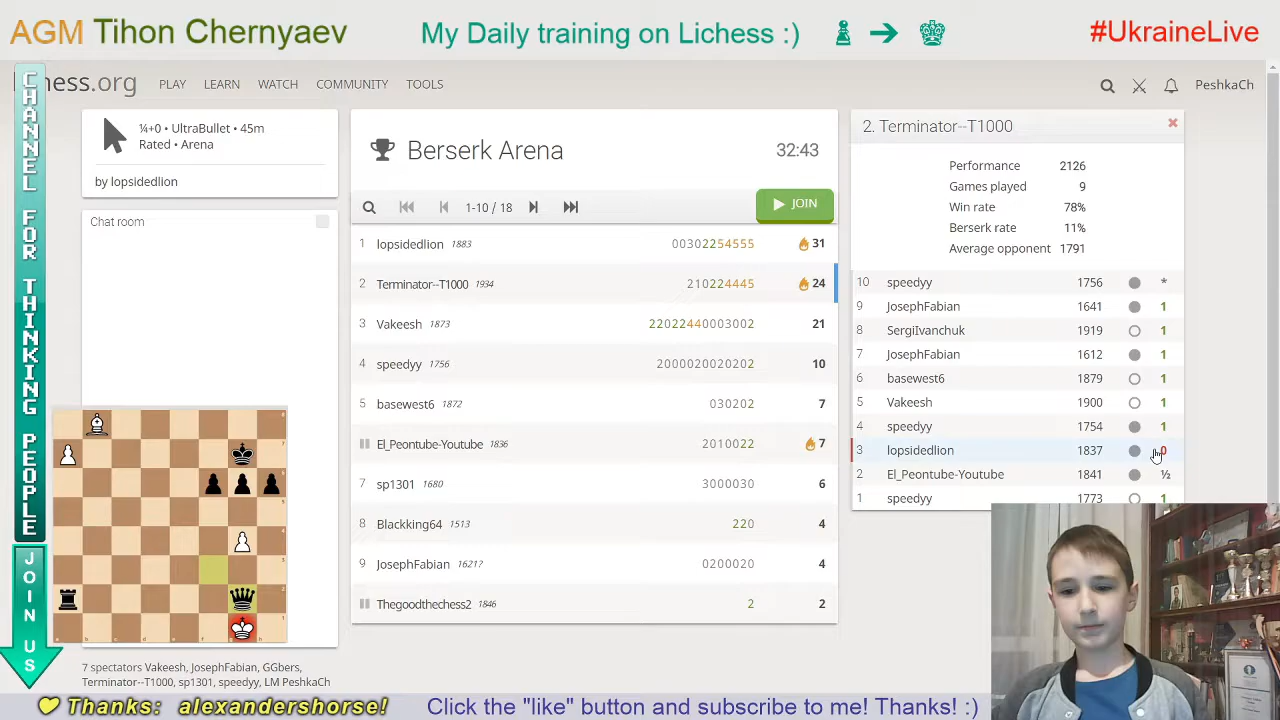 AGM Tihon Chernyaev
My Daily training on Lichess :)
#UkraineLive
CHANNEL FOR THINKING PEOPLE
JOIN US
hess.org
PLAY LEARN WATCH COMMUNITY TOOLS
PeshkaCh
¼+0 • UltraBullet • 45m
Rated • Arena
by lopsidedlion
Chat room
Berserk Arena 32:43
1-10 / 18
JOIN
1 lopsidedlion 1883 00302254555 31
2 Terminator--T1000 1934 210224445 24
3 Vakeesh 1873 22022440003002 21
4 speedyy 1756 2000020020202 10
5 basewest6 1872 030202 7
El_Peontube-Youtube 1836 2010022 7
7 sp1301 1680 3000030 6
8 Blackking64 1513 220 4
9 JosephFabian 1621? 0200020 4
Thegoodthechess2 1846 2 2
2. Terminator--T1000
Performance 2126
Games played 9
Win rate 78%
Berserk rate 11%
Average opponent 1791
10 speedyy 1756 *
9 JosephFabian 1641 1
8 SergiIvanchuk 1919 1
7 JosephFabian 1612 1
6 basewest6 1879 1
5 Vakeesh 1900 1
4 speedyy 1754 1
3 lopsidedlion 1837 0
2 El_Peontube-Youtube 1841 ½
1 speedyy 1773 1
7 spectators Vakeesh, JosephFabian, GGbers,
Terminator--T1000, sp1301, speedyy, LM PeshkaCh
Thanks: alexandershorse!
Click the "like" button and subscribe to me! Thanks! :)